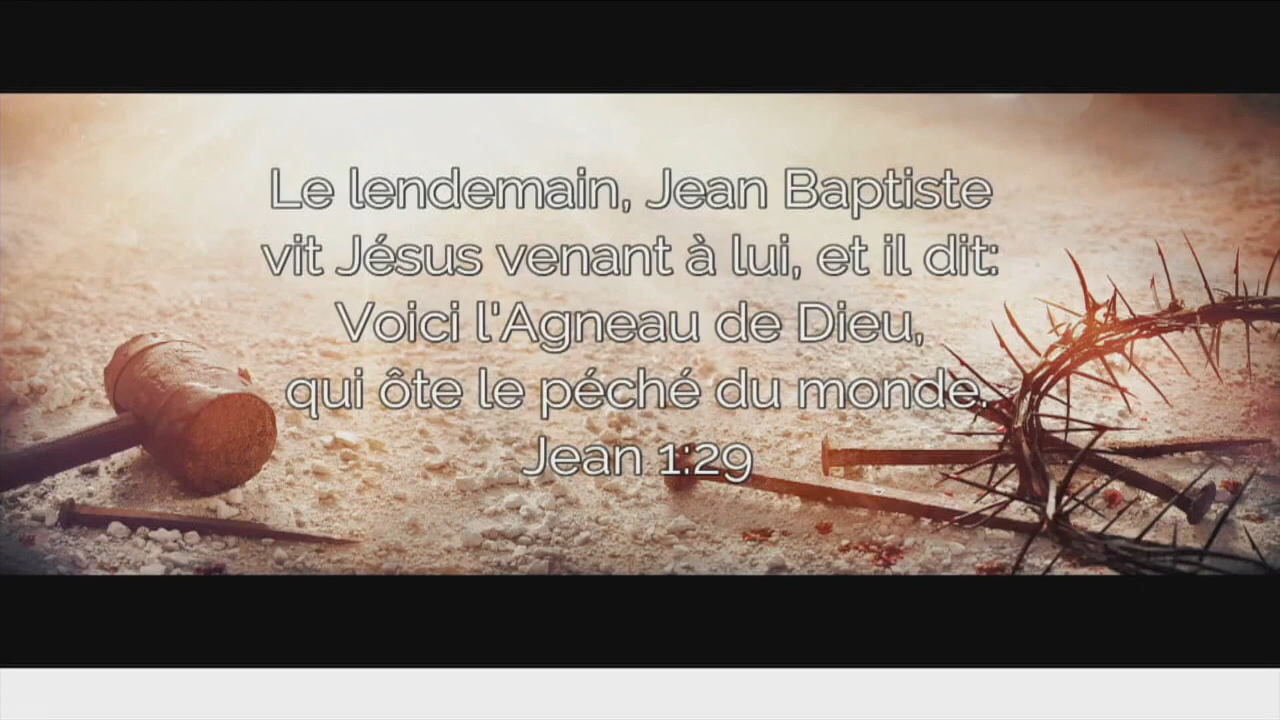 Le lendemain, Jean Baptiste
vit Jésus venant à lui, et il dit:
Voici l'Agneau de Dieu,
qui ôte le péché du monde.
Jean 1:29